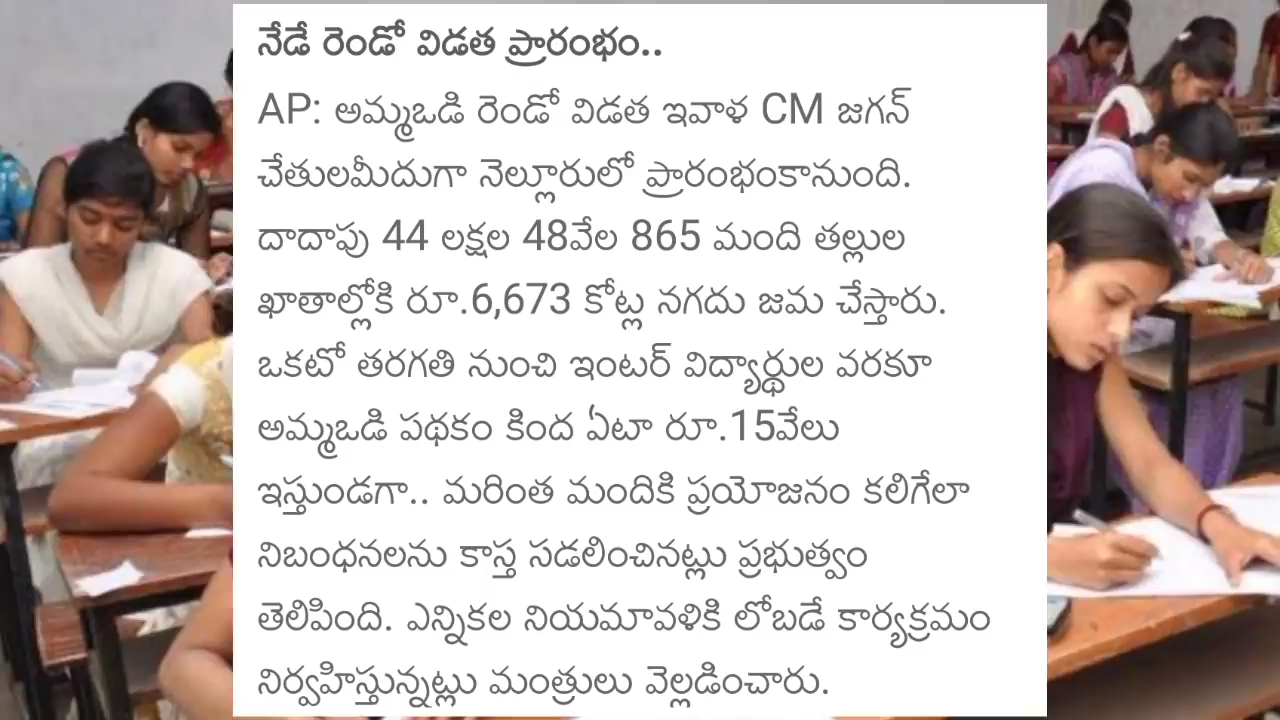 నేడే రెండో విడత ప్రారంభం..
AP: అమ్మఒడి రెండో విడత ఇవాళ CM జగన్
చేతులమీదుగా నెల్లూరులో ప్రారంభంకానుంది.
దాదాపు 44 లక్షల 48వేల 865 మంది తల్లుల
ఖాతాల్లోకి రూ.6,673 కోట్ల నగదు జమ చేస్తారు.
ఒకటో తరగతి నుంచి ఇంటర్ విద్యార్థుల వరకూ
అమ్మఒడి పథకం కింద ఏటా రూ.15వేలు
ఇస్తుండగా.. మరింత మందికి ప్రయోజనం కలిగేలా
నిబంధనలను కాస్త సడలించినట్లు ప్రభుత్వం
తెలిపింది. ఎన్నికల నియమావళికి లోబడే కార్యక్రమం
నిర్వహిస్తున్నట్లు మంత్రులు వెల్లడించారు.